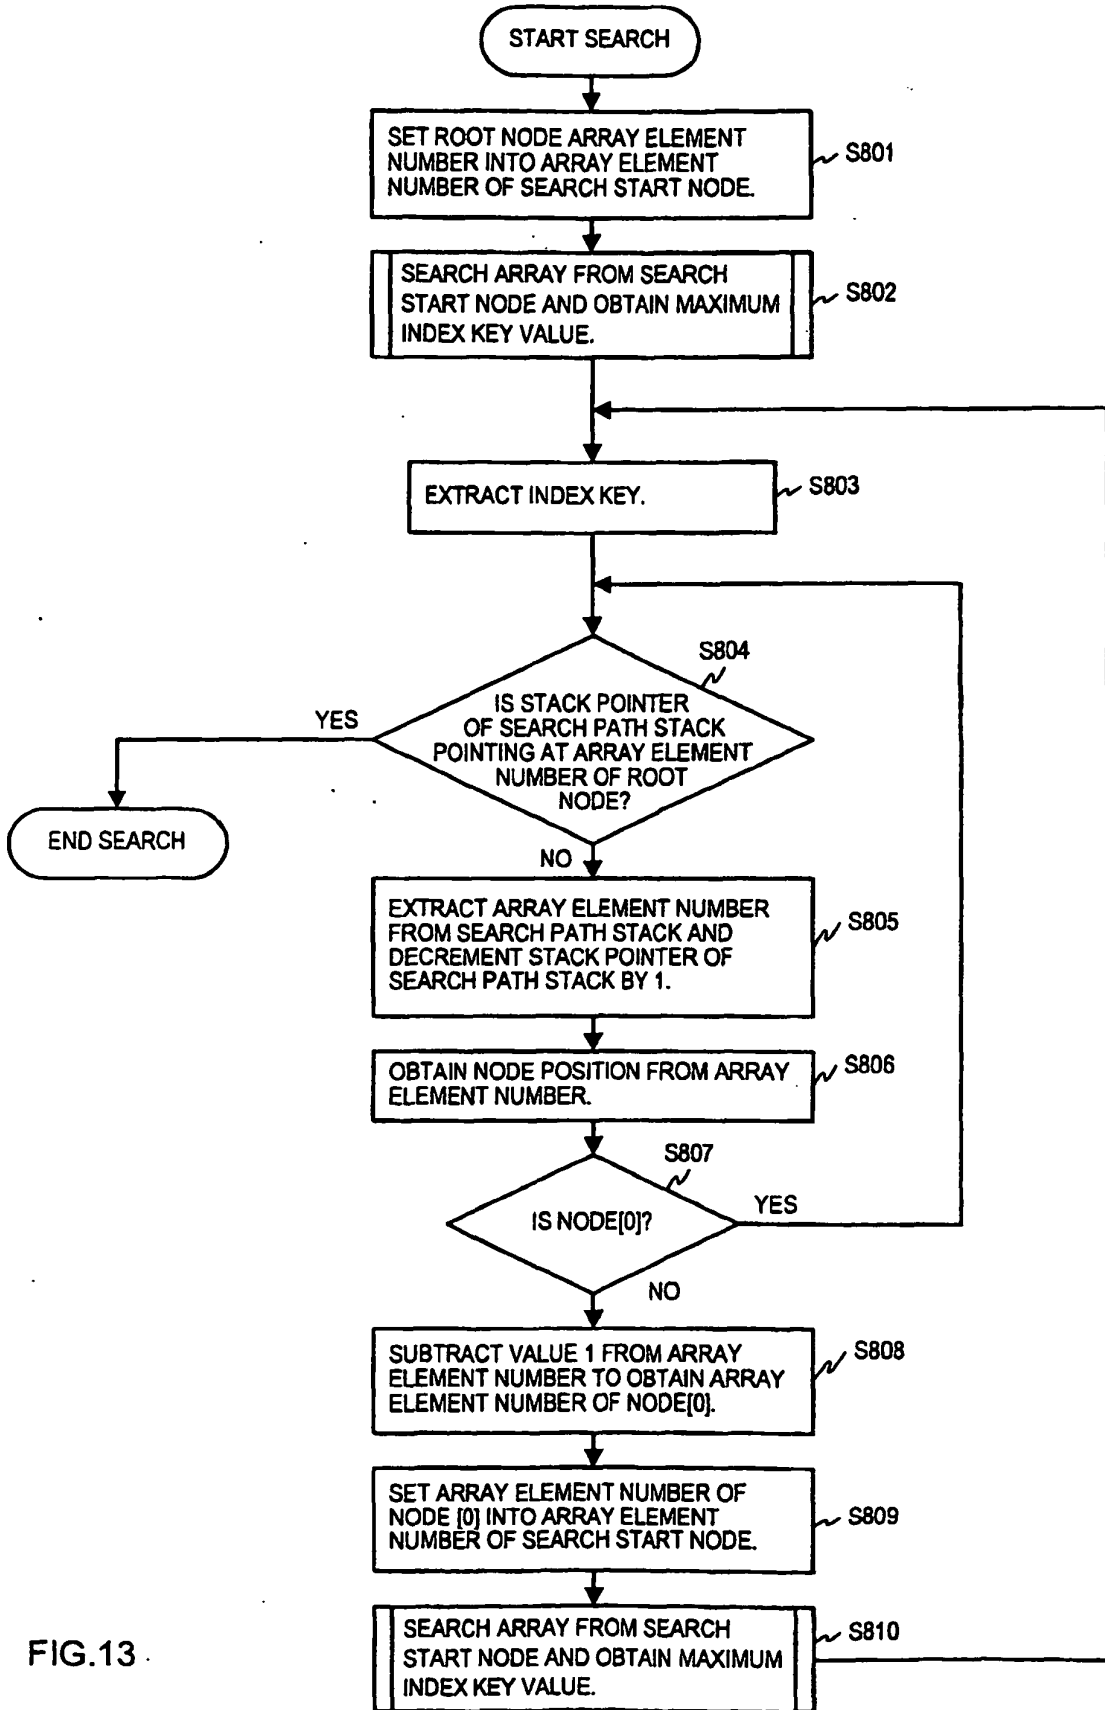 START SEARCH
SET ROOT NODE ARRAY ELEMENT
NUMBER INTO ARRAY ELEMENT
NUMBER OF SEARCH START NODE.
S801
SEARCH ARRAY FROM SEARCH
START NODE AND OBTAIN MAXIMUM
INDEX KEY VALUE.
S802
EXTRACT INDEX KEY.
S803
S804
IS STACK POINTER
OF SEARCH PATH STACK
POINTING AT ARRAY ELEMENT
NUMBER OF ROOT
NODE?
YES
END SEARCH
NO
EXTRACT ARRAY ELEMENT NUMBER
FROM SEARCH PATH STACK AND
DECREMENT STACK POINTER OF
SEARCH PATH STACK BY 1.
S805
OBTAIN NODE POSITION FROM ARRAY
ELEMENT NUMBER.
S806
S807
IS NODE[0]?
YES
NO
SUBTRACT VALUE 1 FROM ARRAY
ELEMENT NUMBER TO OBTAIN ARRAY
ELEMENT NUMBER OF NODE[0].
S808
SET ARRAY ELEMENT NUMBER OF
NODE [0] INTO ARRAY ELEMENT
NUMBER OF SEARCH START NODE.
S809
SEARCH ARRAY FROM SEARCH
START NODE AND OBTAIN MAXIMUM
INDEX KEY VALUE.
S810
FIG.13